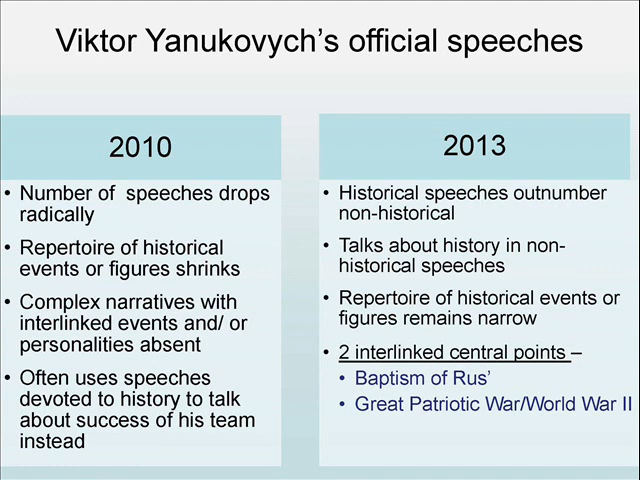 Viktor Yanukovych's official speeches
2010
• Number of speeches drops
radically
• Repertoire of historical
events or figures shrinks
• Complex narratives with
interlinked events and/ or
personalities absent
• Often uses speeches
devoted to history to talk
about success of his team
instead
2013
• Historical speeches outnumber
non-historical
• Talks about history in non-
historical speeches
• Repertoire of historical events or
figures remains narrow
• 2 interlinked central points –
• Baptism of Rus'
• Great Patriotic War/World War II